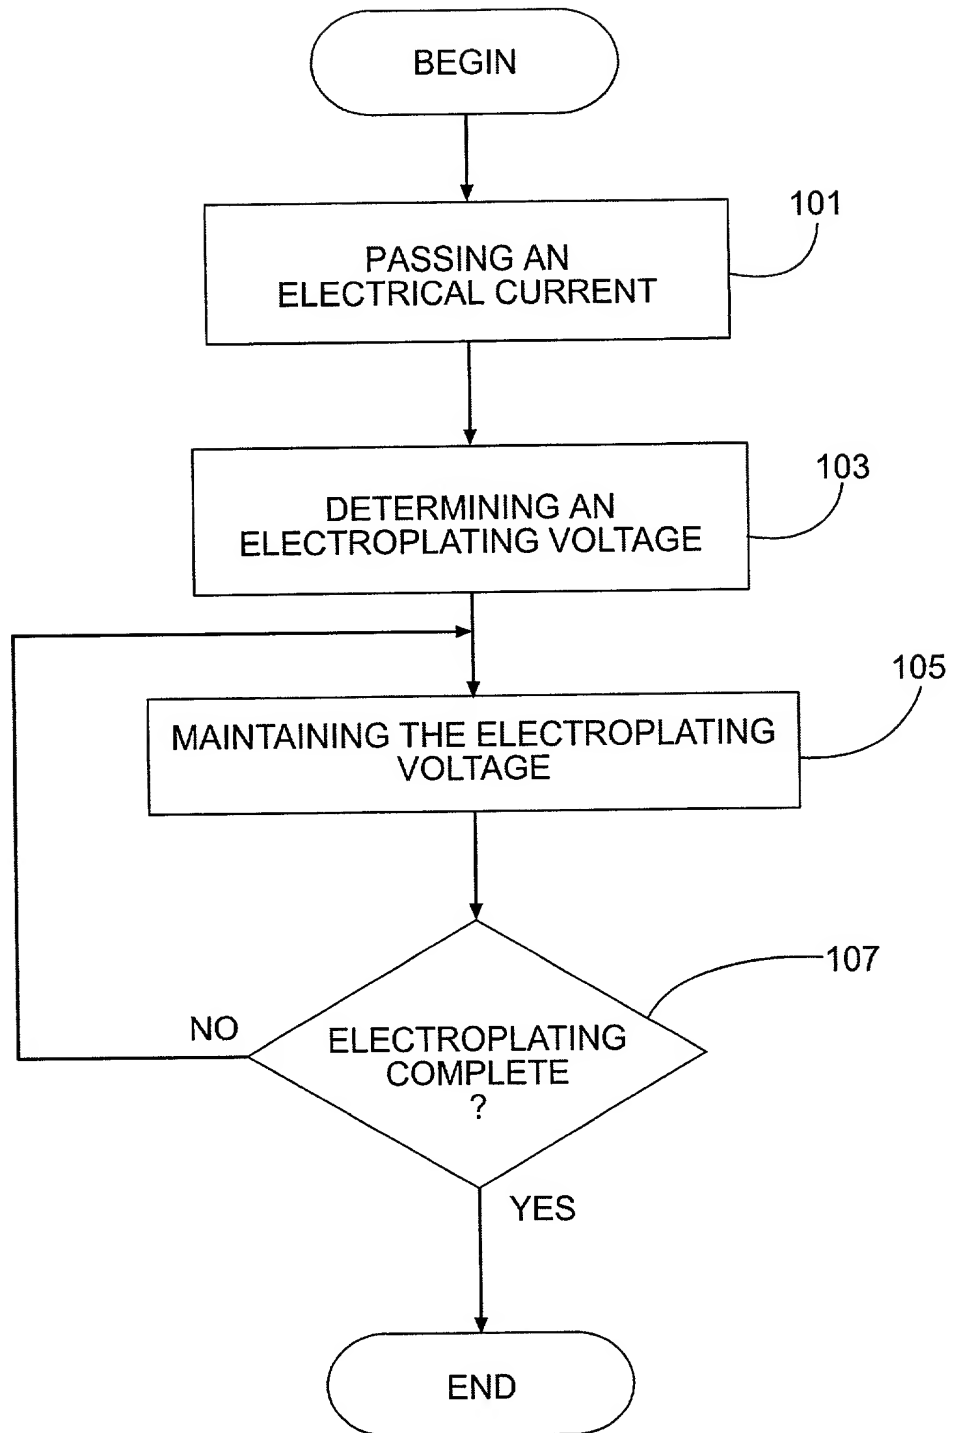 BEGIN
101
PASSING AN
ELECTRICAL CURRENT
103
DETERMINING AN
ELECTROPLATING VOLTAGE
105
MAINTAINING THE ELECTROPLATING
VOLTAGE
107
NO
ELECTROPLATING
COMPLETE
?
YES
END